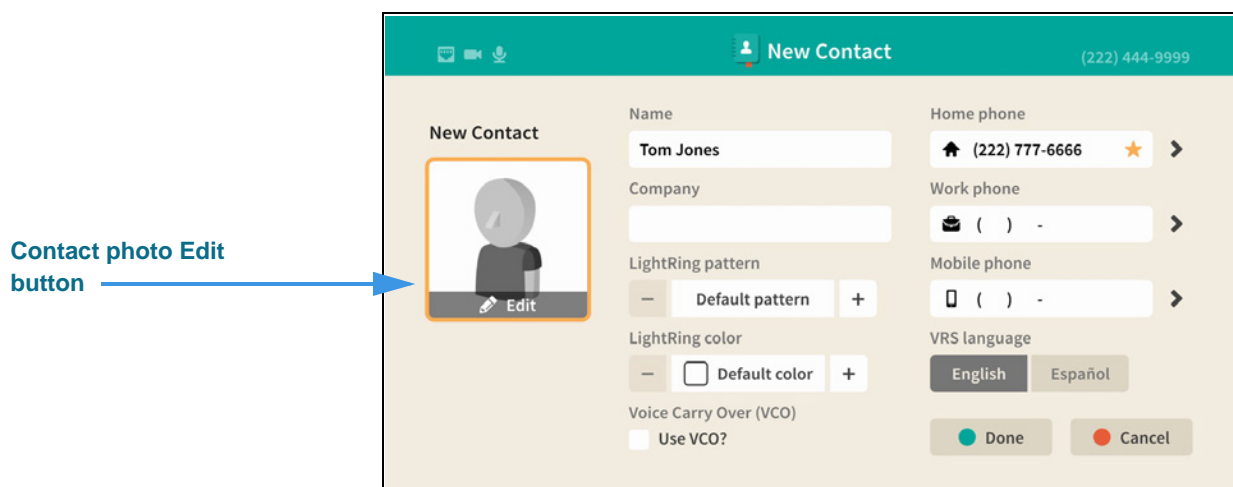 New Contact
(222) 444-9999
New Contact
Edit
Contact photo Edit
button
Name
Tom Jones
Company
LightRing pattern
− Default pattern +
LightRing color
− Default color +
Voice Carry Over (VCO)
Use VCO?
Home phone
(222) 777-6666
Work phone
( ) -
Mobile phone
( ) -
VRS language
English Español
Done Cancel